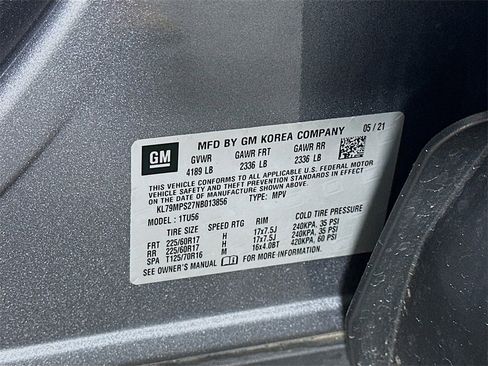 GM
MFD BY GM KOREA COMPANY 05/21
GVWR GAWR FRT GAWR RR
4189 LB 2336 LB 2336 LB
THIS VEHICLE CONFORMS TO ALL APPLICABLE U.S. FEDERAL MOTOR
VEHICLE SAFETY AND THEFT PREVENTION STANDARDS IN EFFECT
ON THE DATE OF MANUFACTURE SHOWN ABOVE.
KL79MPS27NB013856 TYPE: MPV
MODEL: 1TU56
TIRE SIZE SPEED RTG RIM COLD TIRE PRESSURE
FRT 225/60R17 H 17x7.5J 240KPA, 35 PSI
RR 225/60R17 H 17x7.5J 240KPA, 35 PSI
SPA T125/70R16 M 16x4.0BT 420KPA, 60 PSI
SEE OWNER'S MANUAL FOR MORE INFORMATION.